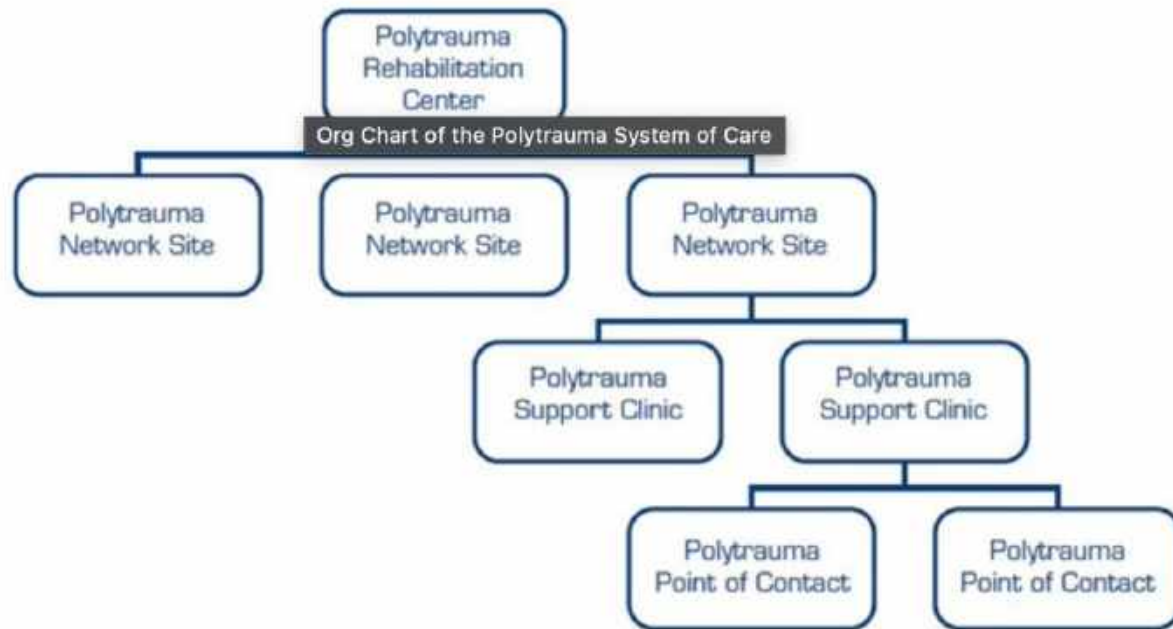 Polytrauma
Rehabilitation
Center
Org Chart of the Polytrauma System of Care
Polytrauma
Network Site
Polytrauma
Network Site
Polytrauma
Network Site
Polytrauma
Support Clinic
Polytrauma
Support Clinic
Polytrauma
Point of Contact
Polytrauma
Point of Contact